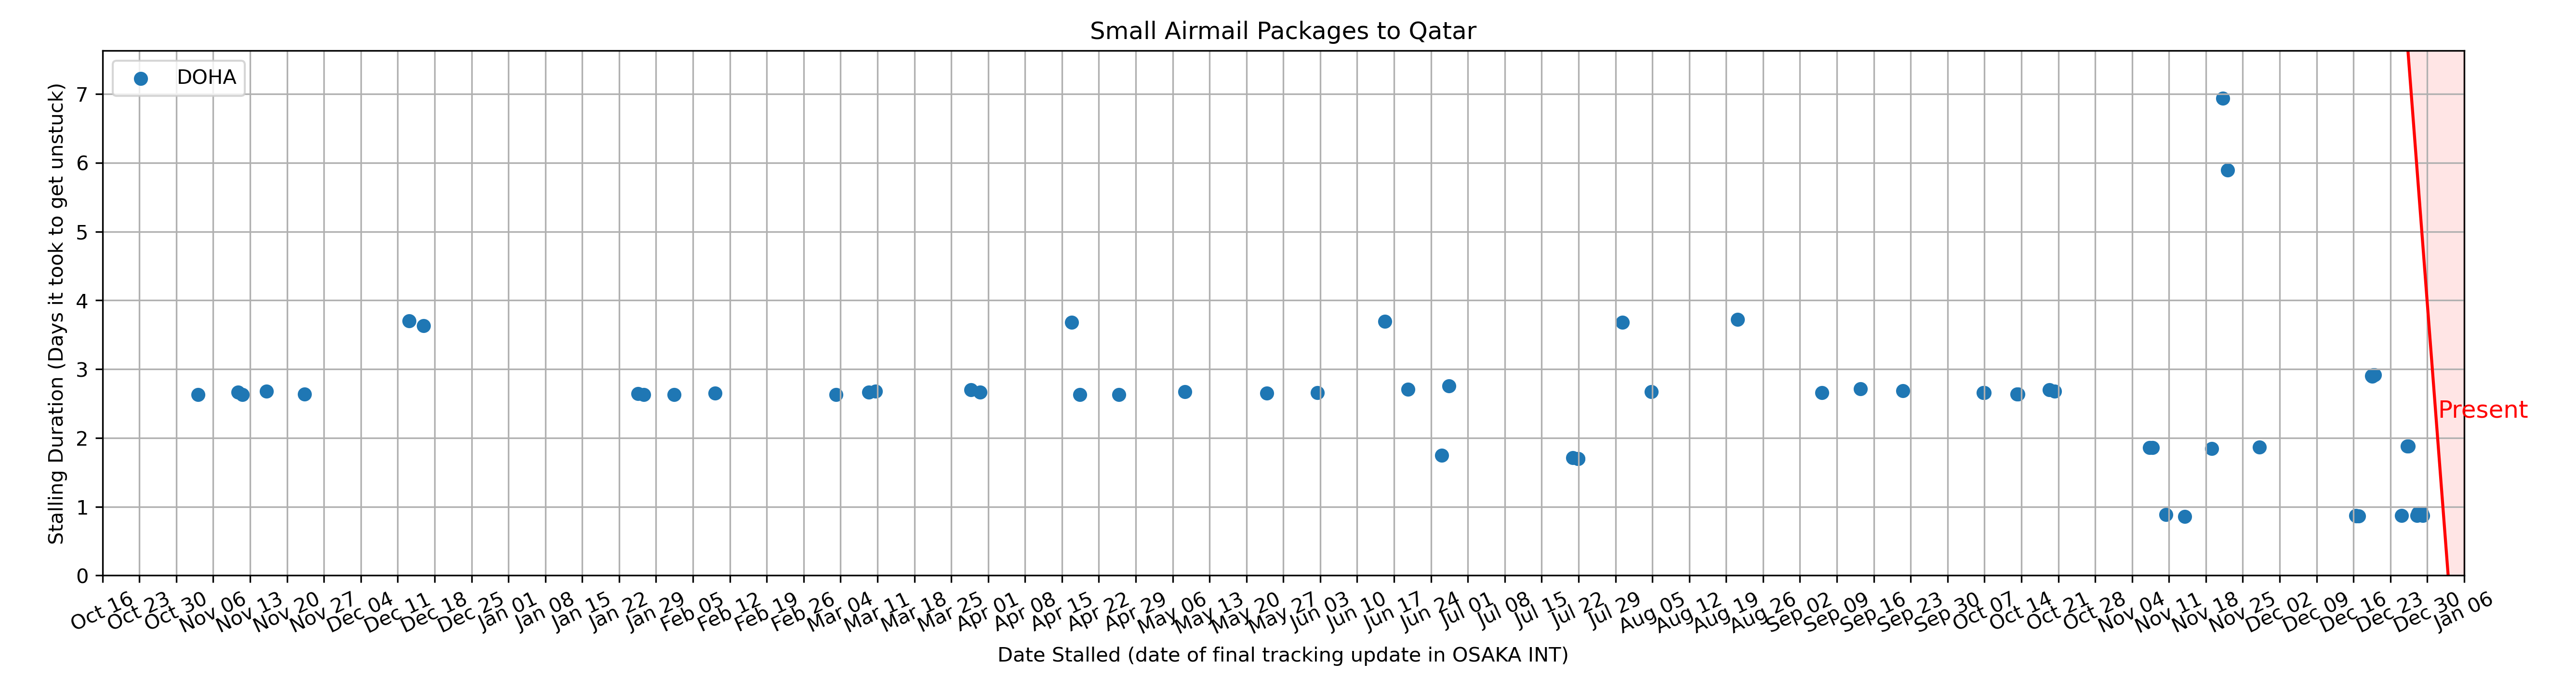 Small Airmail Packages to Qatar
DOHA
Stalling Duration (Days it took to get unstuck)
7
6
5
4
3
2
1
0
Present
Oct 16
Oct 23
Oct 30
Nov 06
Nov 13
Nov 20
Nov 27
Dec 04
Dec 11
Dec 18
Dec 25
Jan 01
Jan 08
Jan 15
Jan 22
Jan 29
Feb 05
Feb 12
Feb 19
Feb 26
Mar 04
Mar 11
Mar 18
Mar 25
Apr 01
Apr 08
Apr 15
Apr 22
Apr 29
May 06
May 13
May 20
May 27
Jun 03
Jun 10
Jun 17
Jun 24
Jul 01
Jul 08
Jul 15
Jul 22
Jul 29
Aug 05
Aug 12
Aug 19
Aug 26
Sep 02
Sep 09
Sep 16
Sep 23
Sep 30
Oct 07
Oct 14
Oct 21
Oct 28
Nov 04
Nov 11
Nov 18
Nov 25
Dec 02
Dec 09
Dec 16
Dec 23
Dec 30
Jan 06
Date Stalled (date of final tracking update in OSAKA INT)